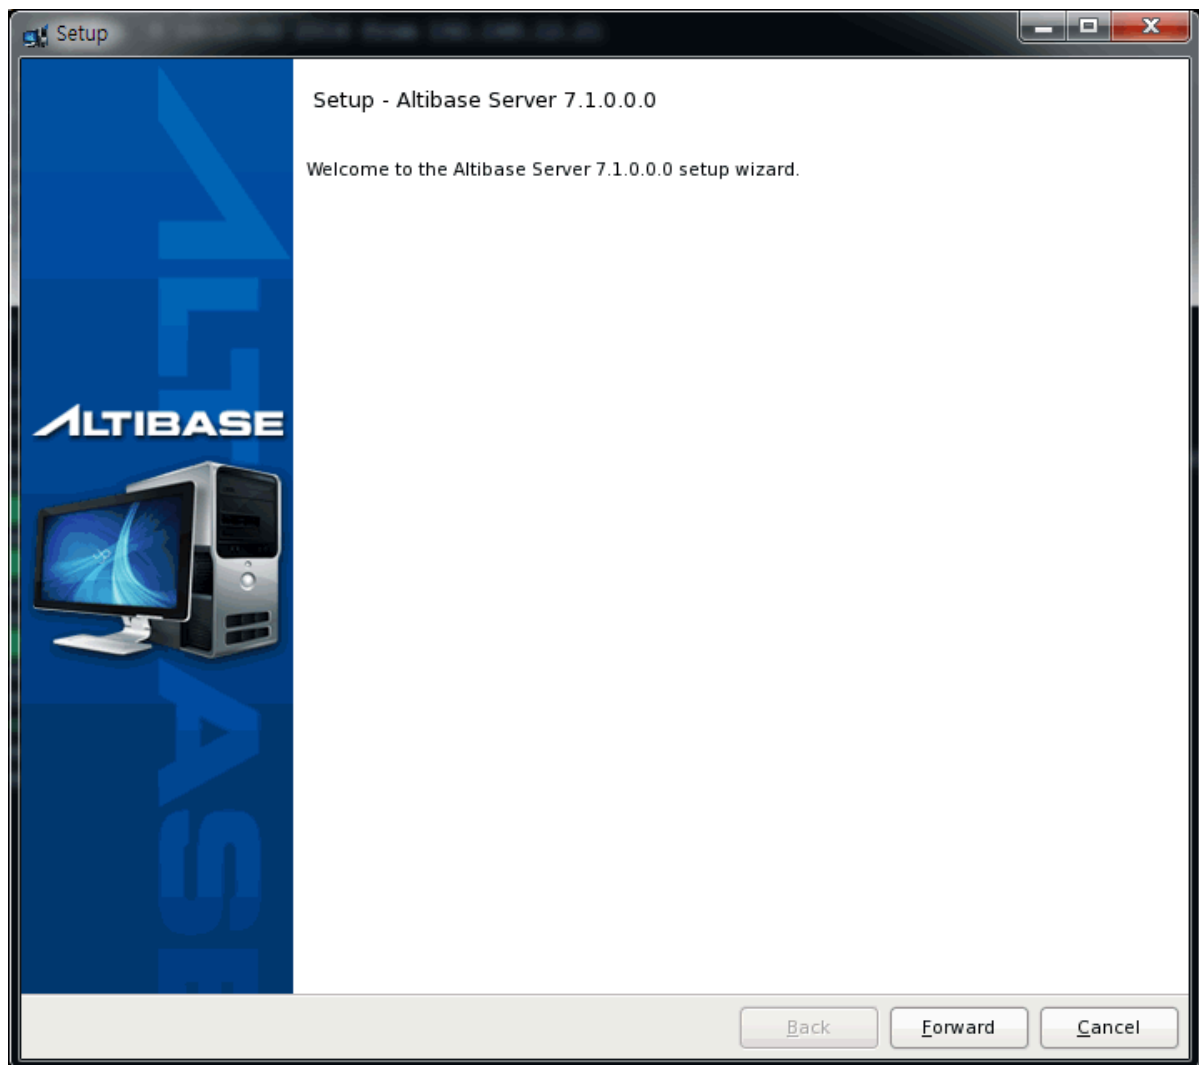 Setup
Setup - Altibase Server 7.1.0.0.0
Welcome to the Altibase Server 7.1.0.0.0 setup wizard.
ALTIBASE
Back
Forward
Cancel